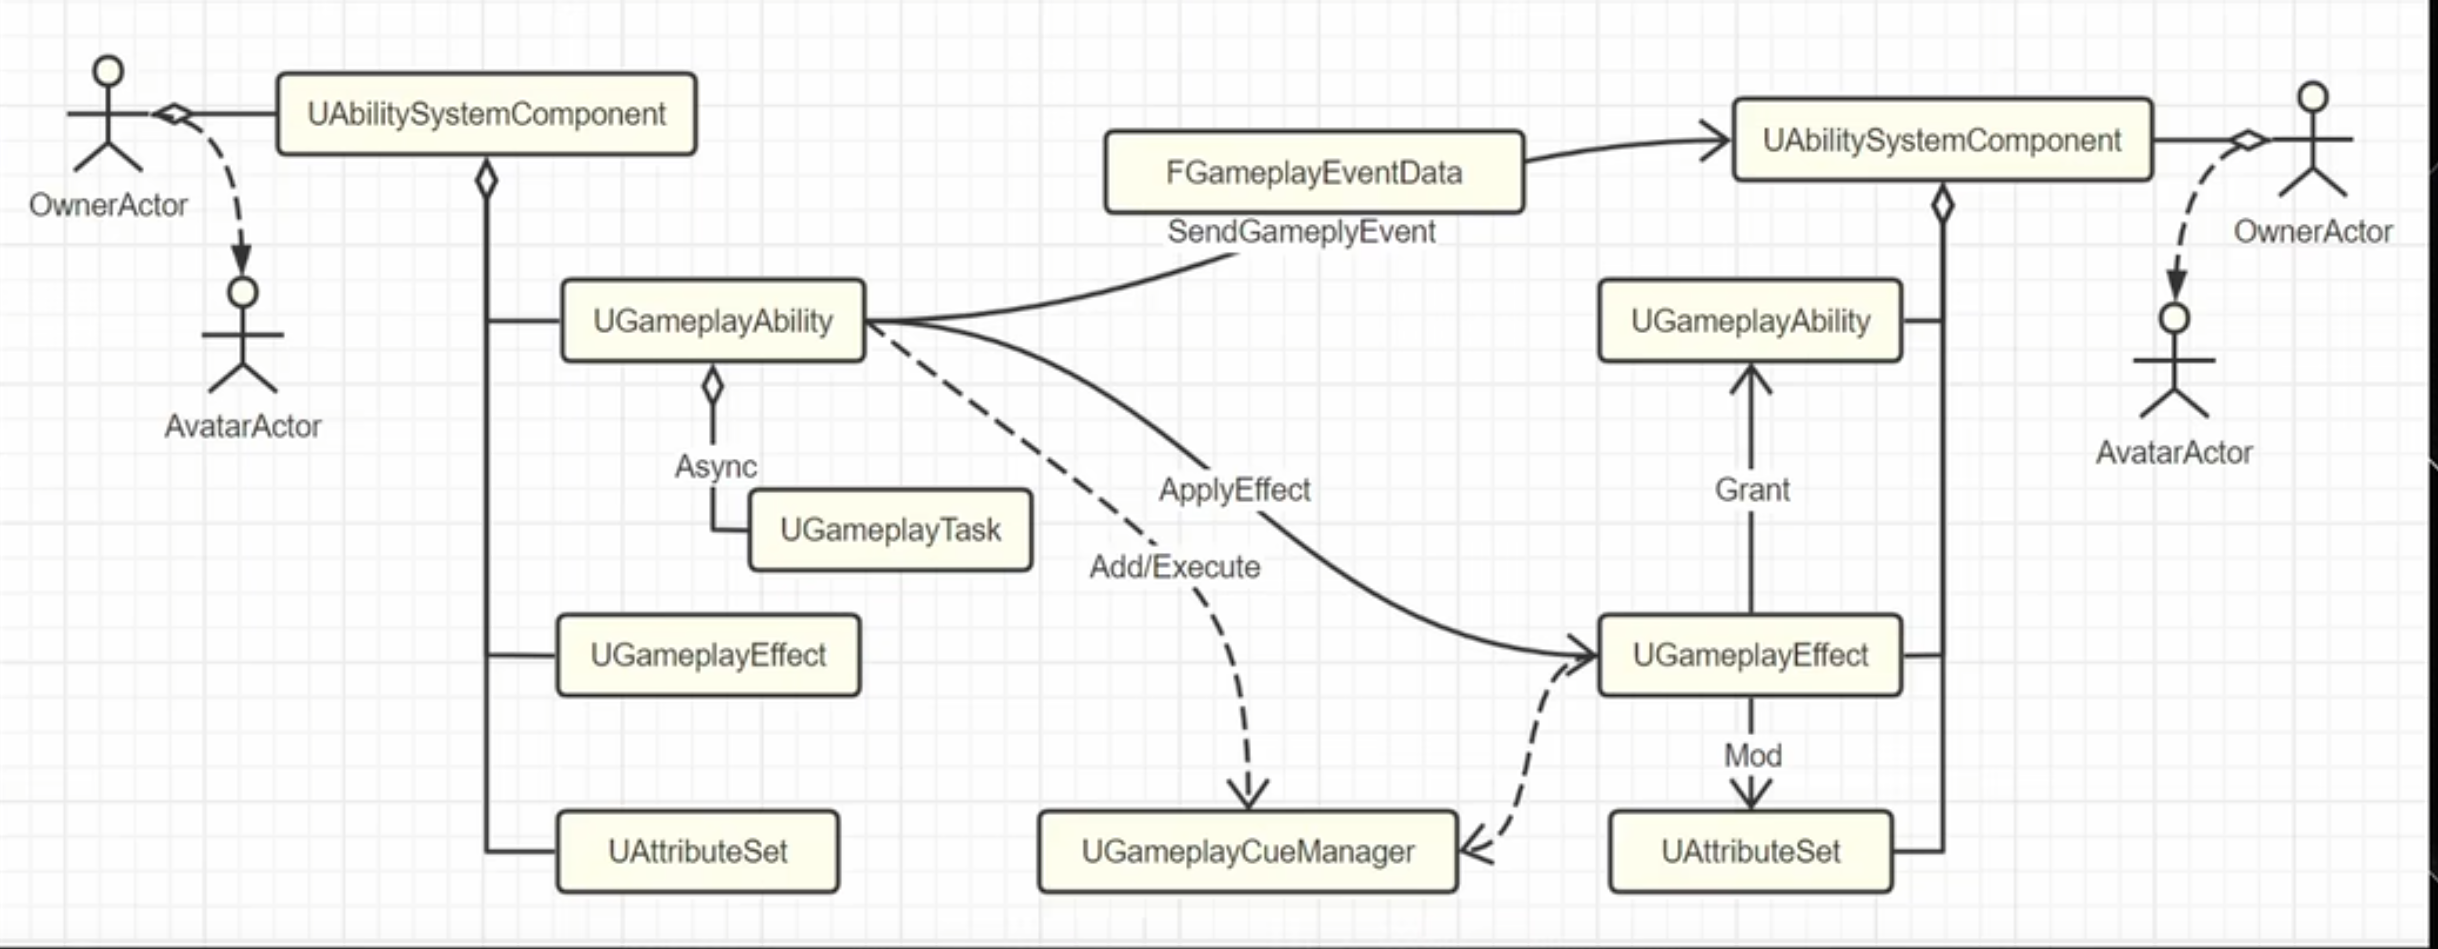 UAbilitySystemComponent
UAbilitySystemComponent
FGameplayEventData
OwnerActor
SendGameplyEvent
OwnerActor
UGameplayAbility
UGameplayAbility
AvatarActor
AvatarActor
Async
ApplyEffect
Grant
UGameplayTask
Add/Execute
UGameplayEffect
UGameplayEffect
Mod
UAttributeSet
UGameplayCueManager
UAttributeSet